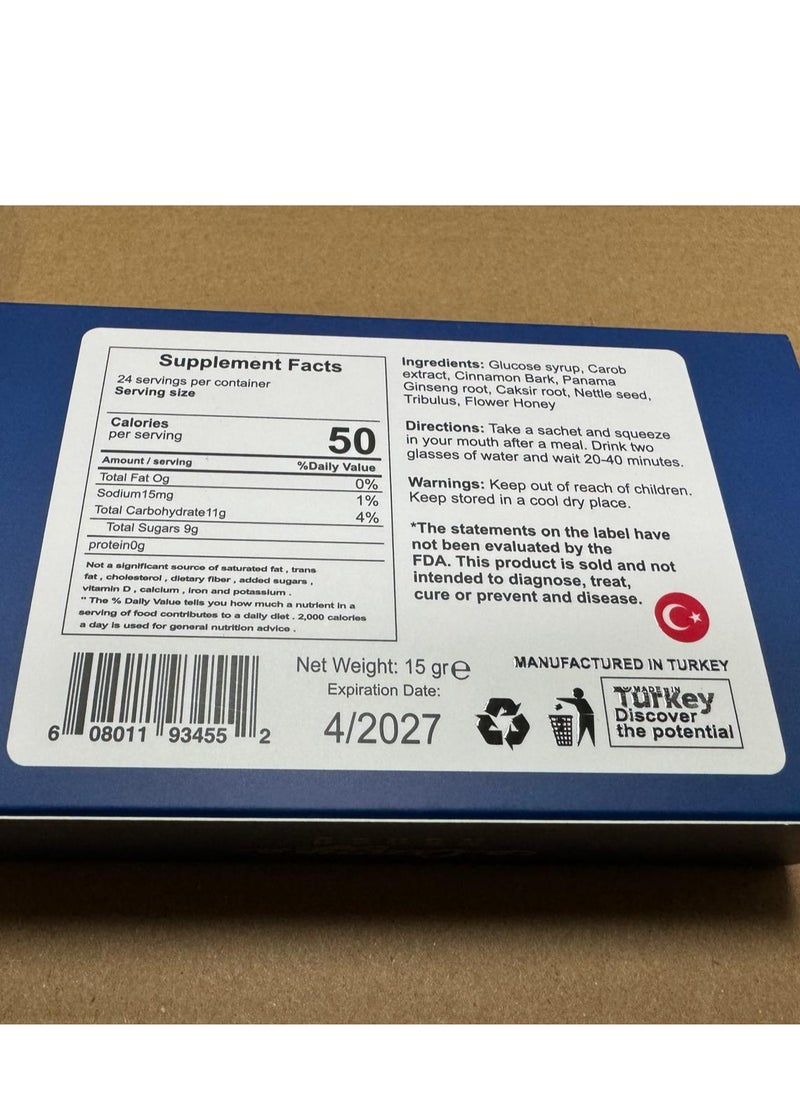 Supplement Facts
24 servings per container
Serving size
Calories
per serving
50
Amount / serving
%Daily Value
Total Fat Og
0%
Sodium15mg
1%
Total Carbohydrate11g
4%
Total Sugars 9g
protein0g
Not a significant source of saturated fat , trans
fat , cholesterol , dietary fiber , added sugars ,
vitamin D , calcium , iron and potassium .
" The % Daily Value tells you how much a nutrient in a
serving of food contributes to a daily diet . 2,000 calories
a day is used for general nutrition advice .
Ingredients: Glucose syrup, Carob
extract, Cinnamon Bark, Panama
Ginseng root, Caksir root, Nettle seed,
Tribulus, Flower Honey
Directions: Take a sachet and squeeze
in your mouth after a meal. Drink two
glasses of water and wait 20-40 minutes.
Warnings: Keep out of reach of children.
Keep stored in a cool dry place.
*The statements on the label have
not been evaluated by the
FDA. This product is sold and not
intended to diagnose, treat,
cure or prevent and disease.
6 08011 93455 2
Net Weight: 15 gr℮
Expiration Date:
4/2027
MANUFACTURED IN TURKEY
MADE IN
Turkey
Discover
the potential